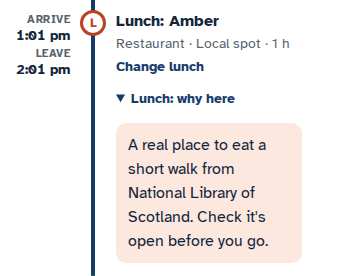 ARRIVE
1:01 pm
LEAVE
2:01 pm
L
Lunch: Amber
Restaurant · Local spot · 1 h
Change lunch
▼ Lunch: why here
A real place to eat a
short walk from
National Library of
Scotland. Check it's
open before you go.